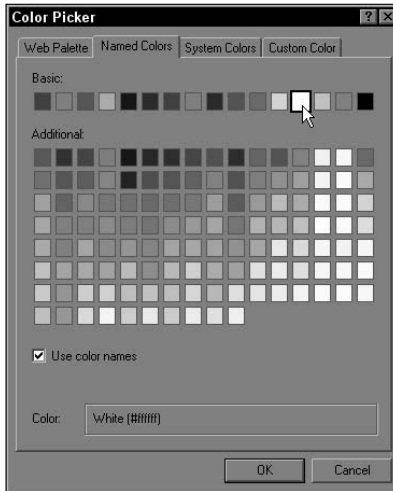 Color Picker
Web Palette Named Colors System Colors Custom Color
Basic:
Additional:
Use color names
Color: White (#ffffff)
OK Cancel